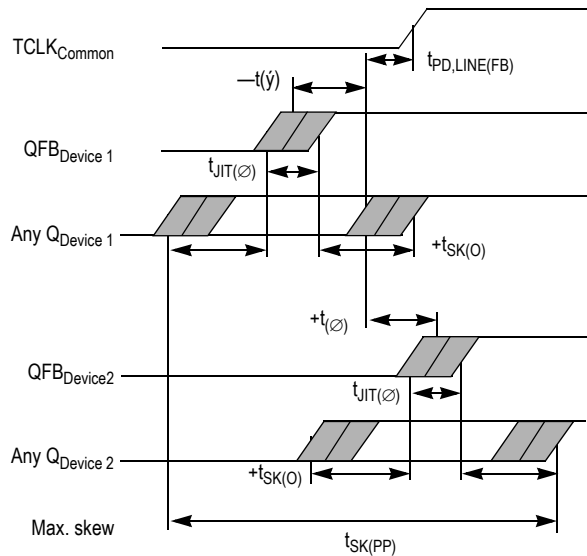 TCLKCommon
tPD,LINE(FB)
—t(ý)
QFBDevice 1
tJIT(∅)
Any QDevice 1
+tSK(O)
+t(∅)
QFBDevice2
tJIT(∅)
Any QDevice 2
+tSK(O)
Max. skew
tSK(PP)